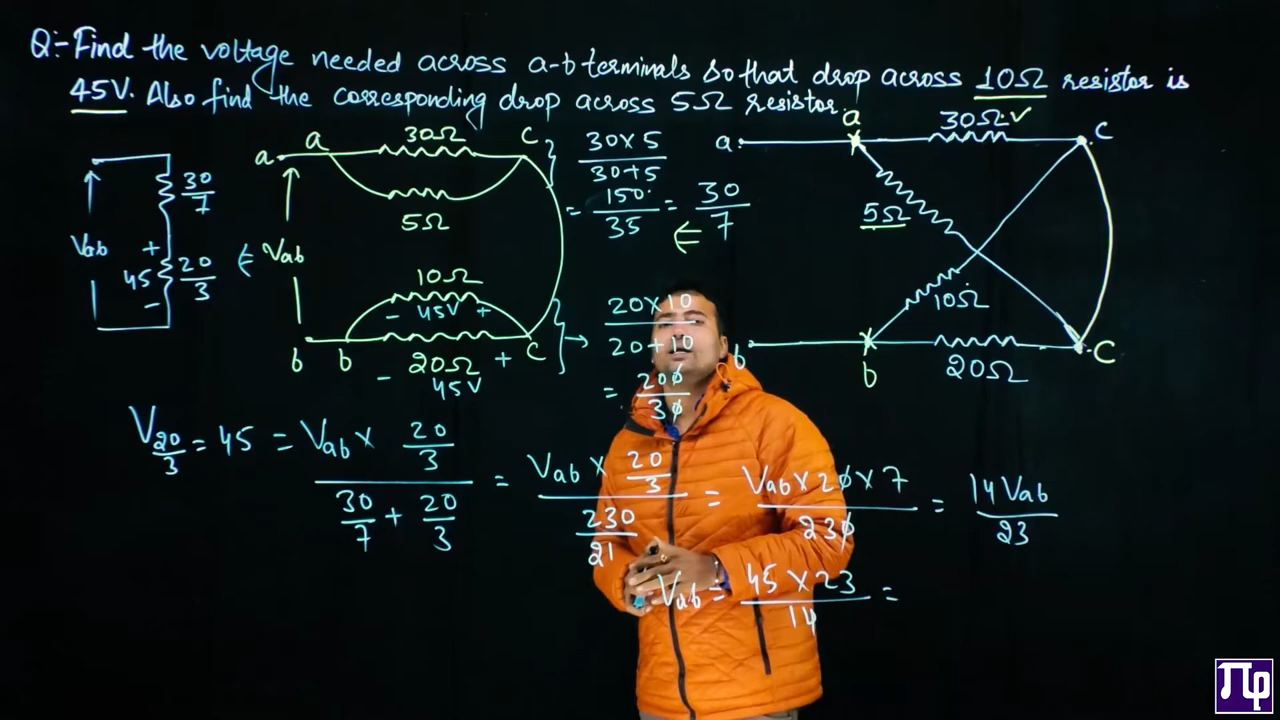 Q:- Find the voltage needed across a-b terminals so that drop across 10Ω resistor is
45V. Also find the corresponding drop across 5Ω resistor.
30/7
Vab
+
45 20/3
-
a a 30Ω C
5Ω
Vab
10Ω
- 45V +
b b 20Ω + C
- 45V
30×5/30+5
= 150/35 = 30/7
⇐
⇐
→ 20×10/20+10
= 200/30
a a 30Ω ✓ C
5Ω
10Ω
b b 20Ω C
V20/3 = 45 = Vab × 20/3 / 30/7 + 20/3 = Vab × 20/3 / 230/21 = Vab×20×7/230 = 14Vab/23
Vab = 45×23/14 =
πφ